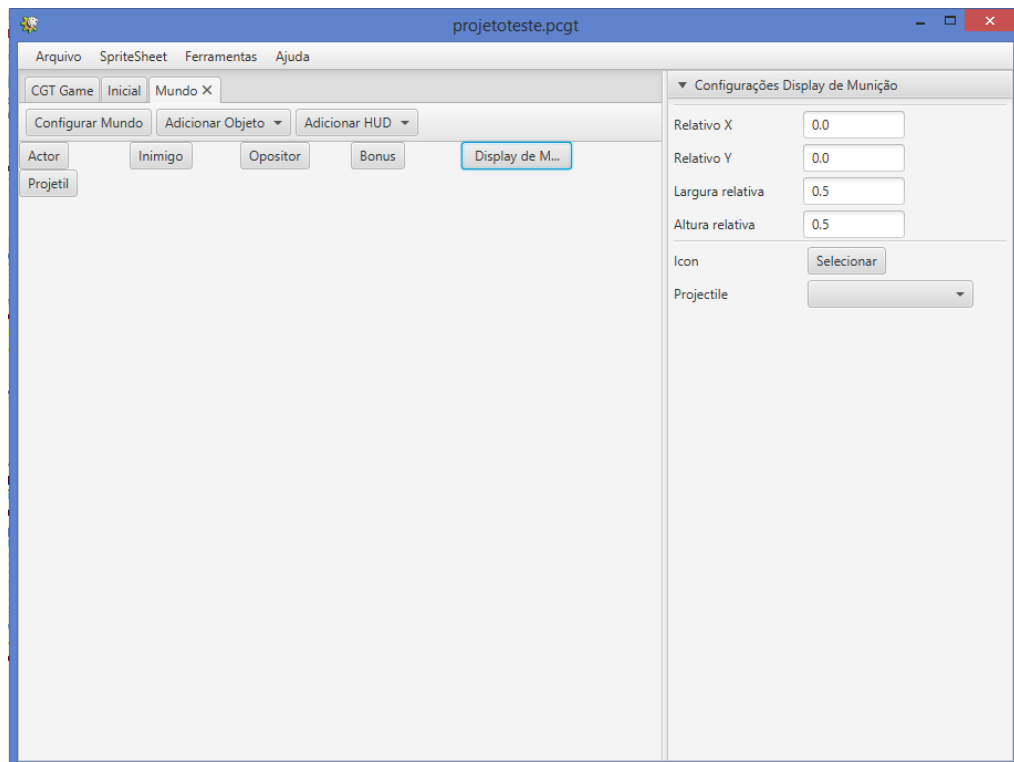 projetoteste.pcgt
Arquivo SpriteSheet Ferramentas Ajuda
CGT Game Inicial Mundo
Configurar Mundo Adicionar Objeto Adicionar HUD
Actor Inimigo Opositor Bonus Display de M...
Projetil
Configurações Display de Munição
Relativo X 0.0
Relativo Y 0.0
Largura relativa 0.5
Altura relativa 0.5
Icon Selecionar
Projectile